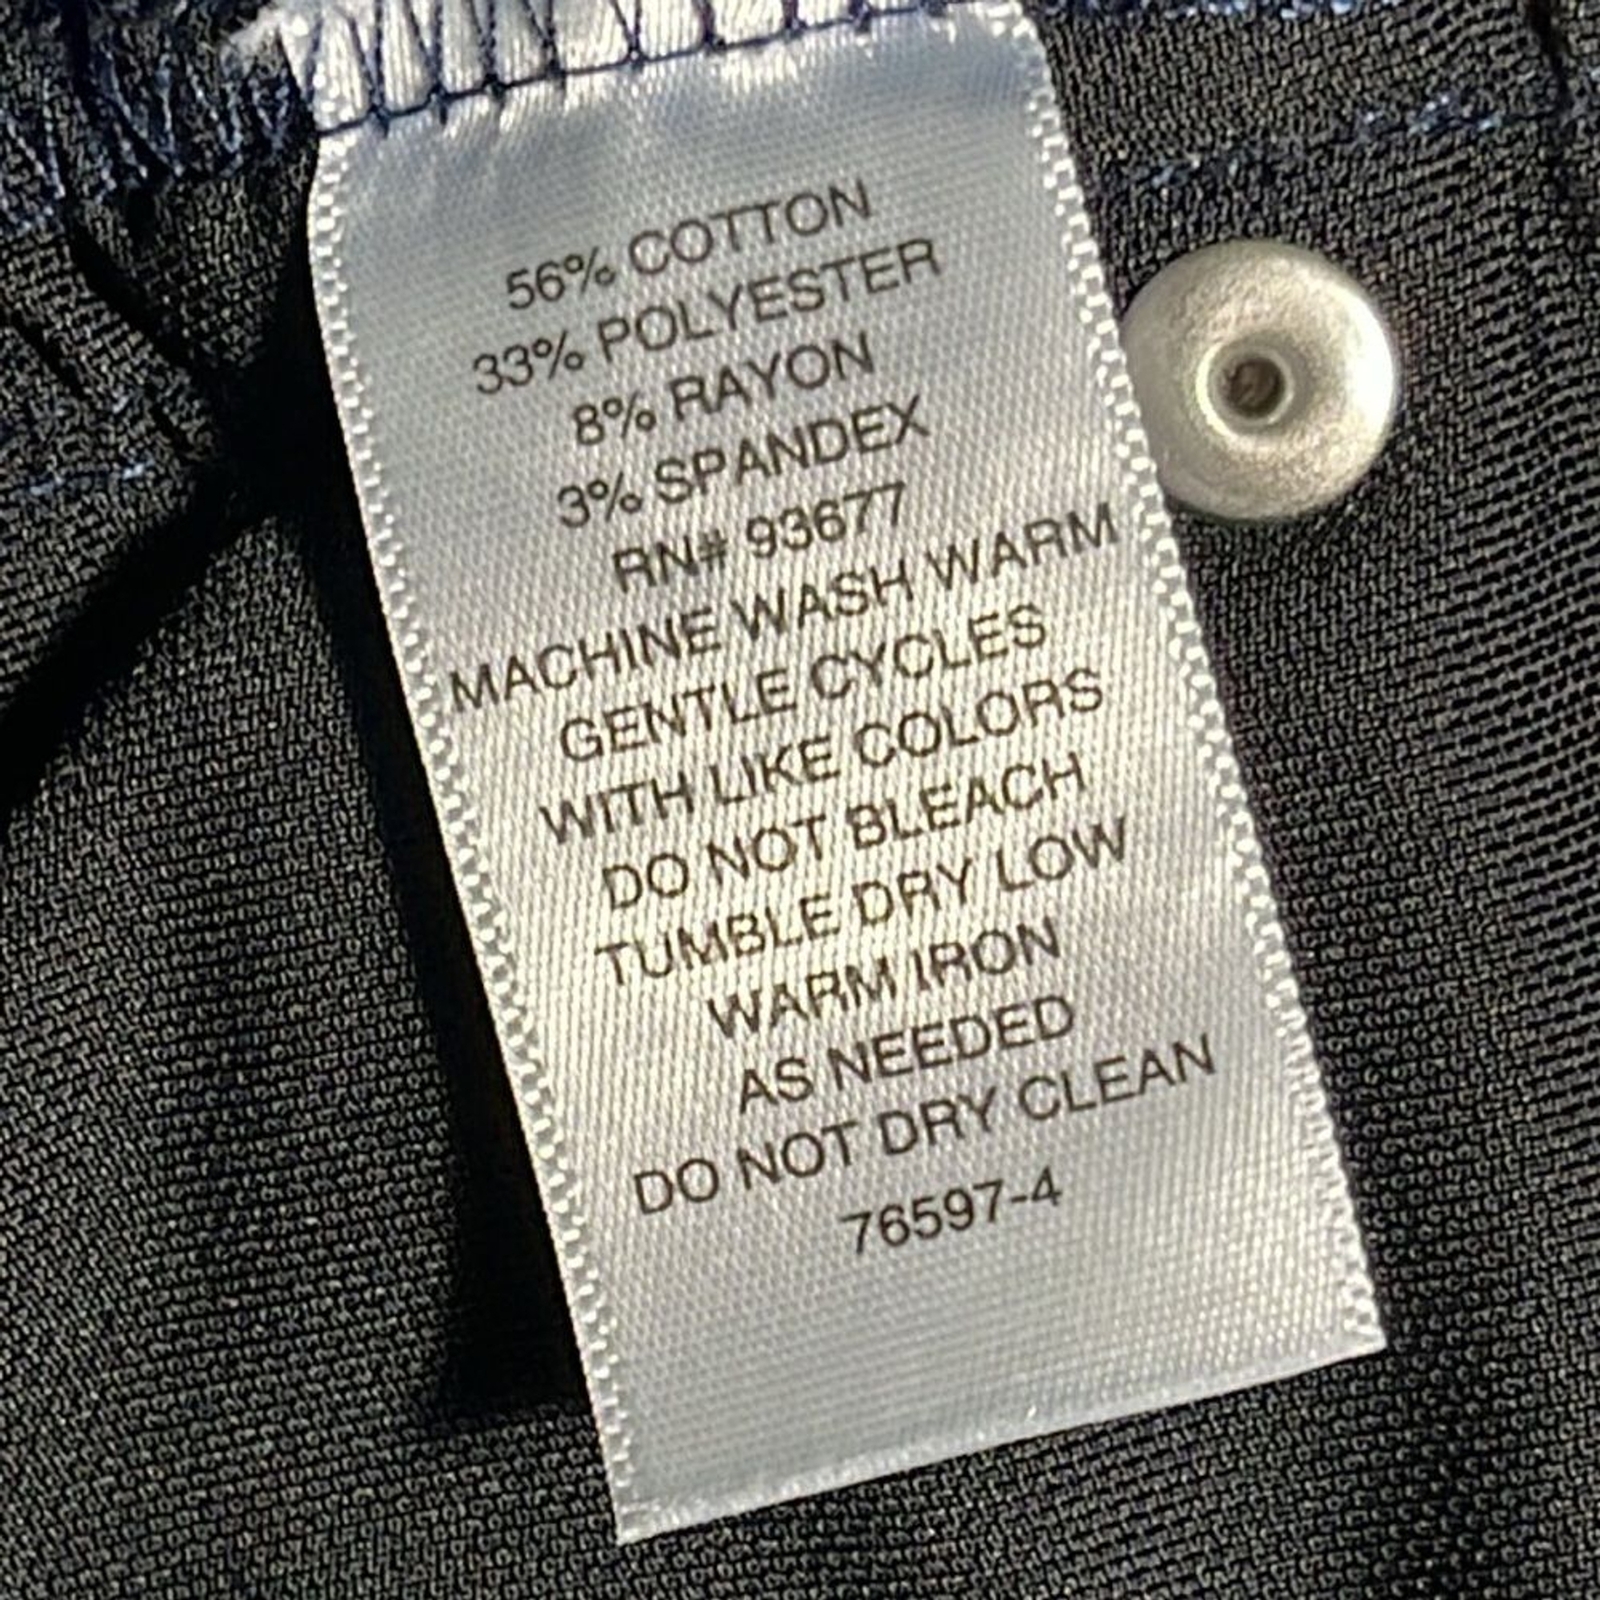 56% COTTON
33% POLYESTER
8% RAYON
3% SPANDEX
RN# 93677
MACHINE WASH WARM
GENTLE CYCLES
WITH LIKE COLORS
DO NOT BLEACH
TUMBLE DRY LOW
WARM IRON
AS NEEDED
DO NOT DRY CLEAN
76597-4